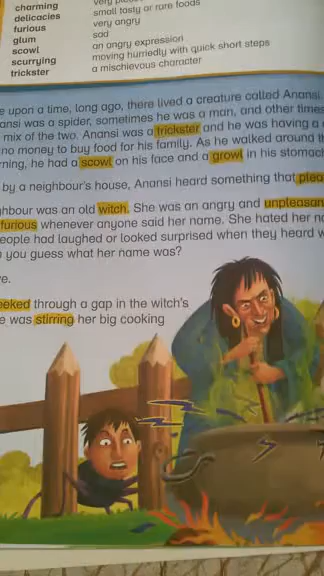 charming very
delicacies small tasty or rare foods
furious very angry
glum sad
scowl an angry expression
scurrying moving hurriedly with quick short steps
trickster a mischievous character
e upon a time, long ago, there lived a creature called Anansi
ansi was a spider, sometimes he was a man, and other times
mix of the two. Anansi was a trickster and he was having a
no money to buy food for his family. As he walked around th
rning, he had a scowl on his face and a growl in his stomach
by a neighbour's house, Anansi heard something that plea
ghbour was an old witch. She was an angry and unpleasan
furious whenever anyone said her name. She hated her na
eople had laughed or looked surprised when they heard w
you guess what her name was?
e.
eeked through a gap in the witch's
e was stirring her big cooking